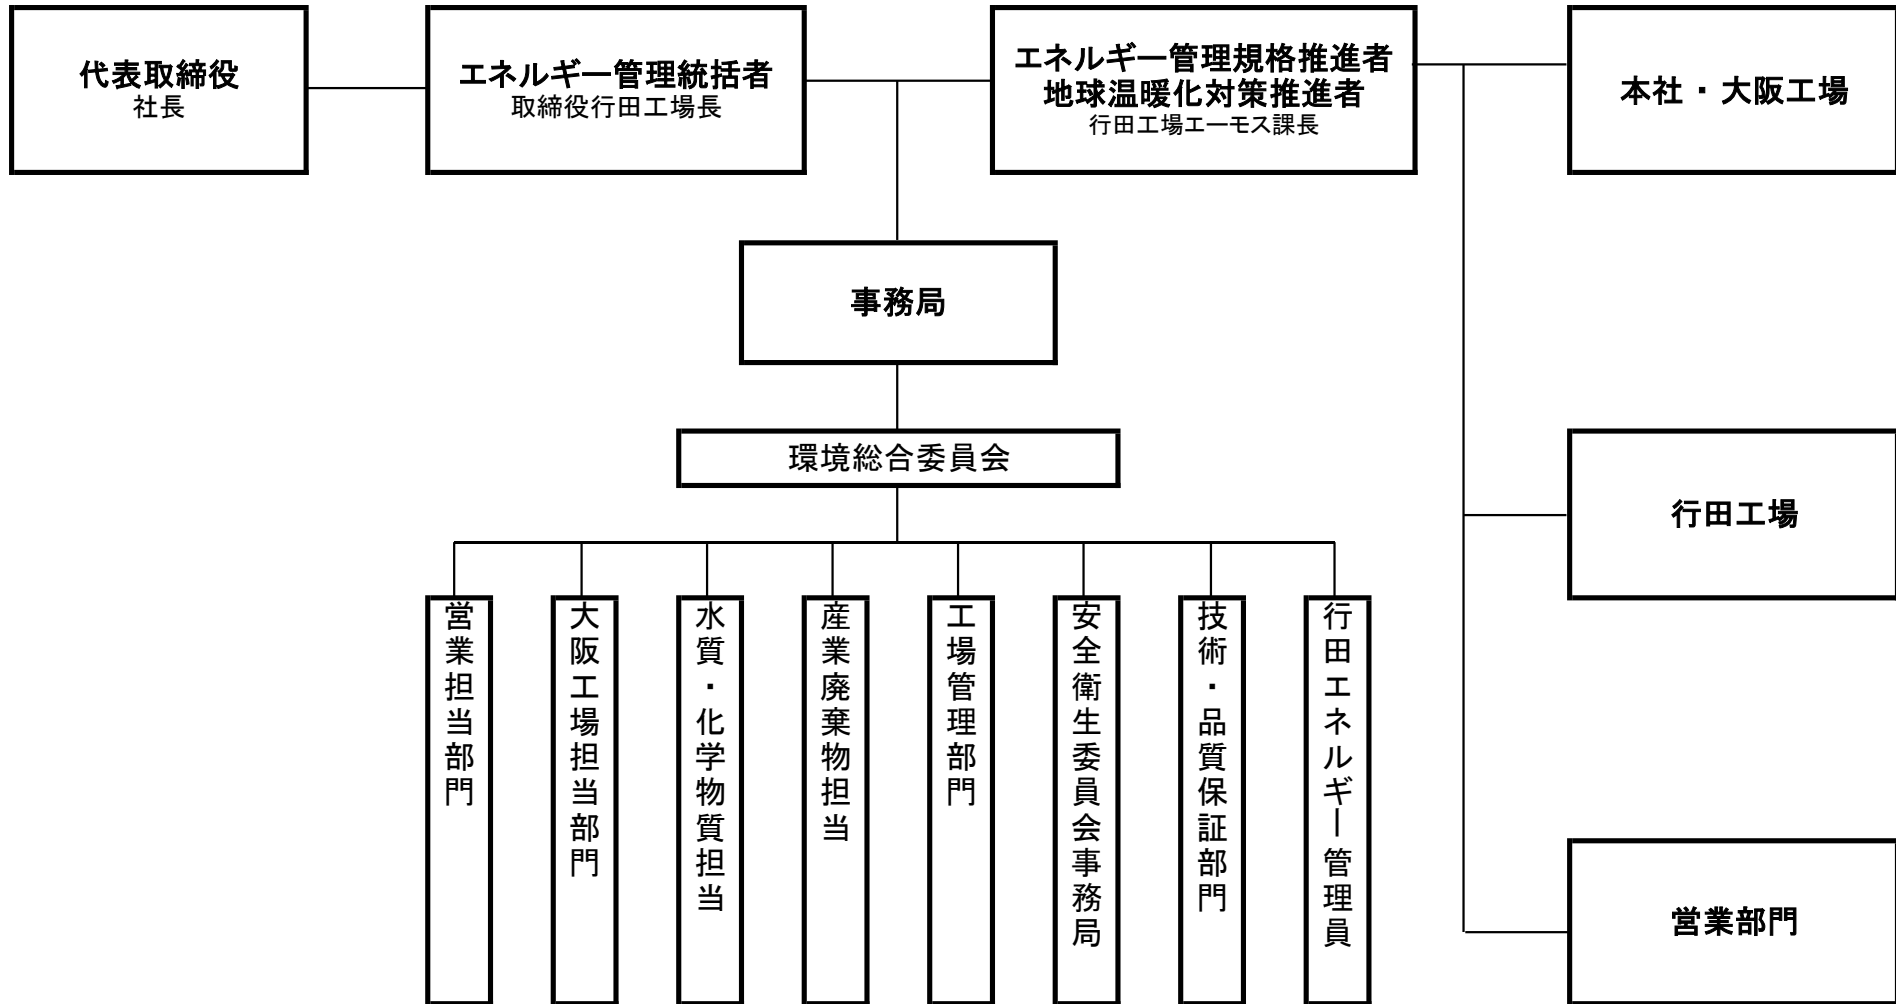 代表取締役
社長
エネルギー管理統括者
取締役行田工場長
エネルギー管理規格推進者
地球温暖化対策推進者
行田工場エーモス課長
本社・大阪工場
事務局
環境総合委員会
行田工場
営業担当部門
大阪工場担当部門
水質・化学物質担当
産業廃棄物担当
工場管理部門
安全衛生委員会事務局
技術・品質保証部門
行田エネルギー管理員
営業部門